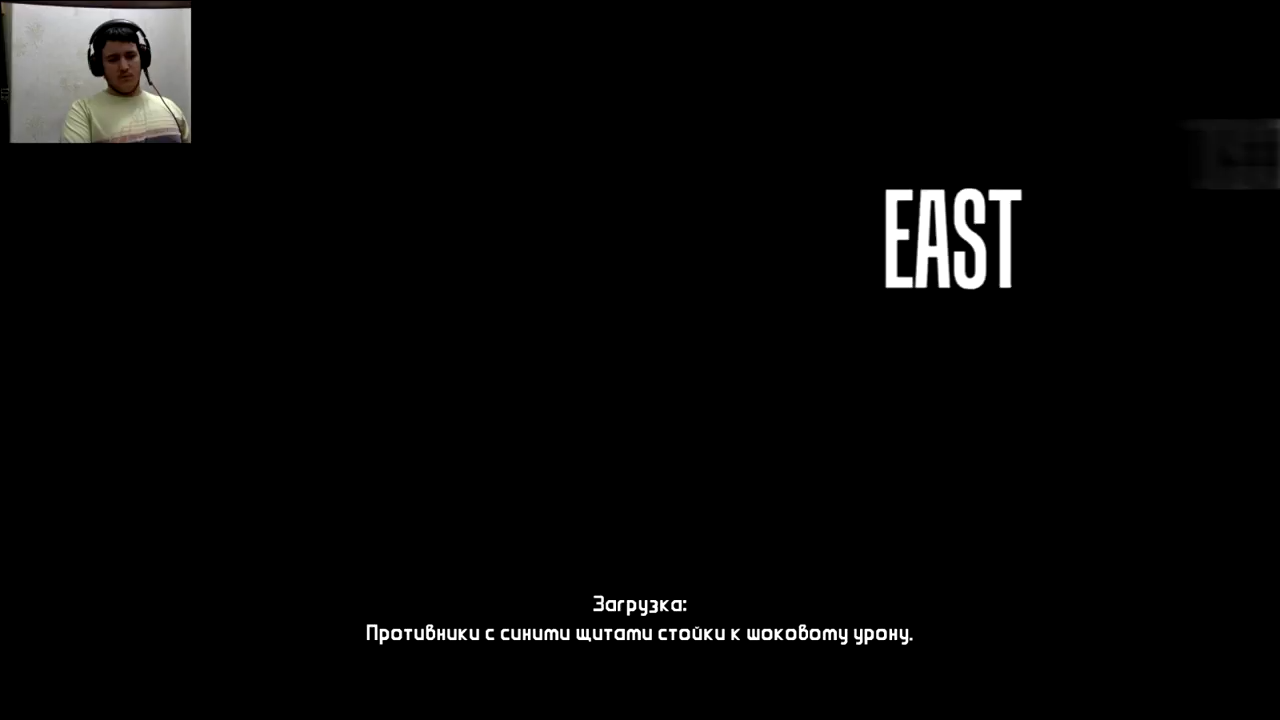 EAST
Загрузка:
Противники с синими щитами стойки к шоковому урону.